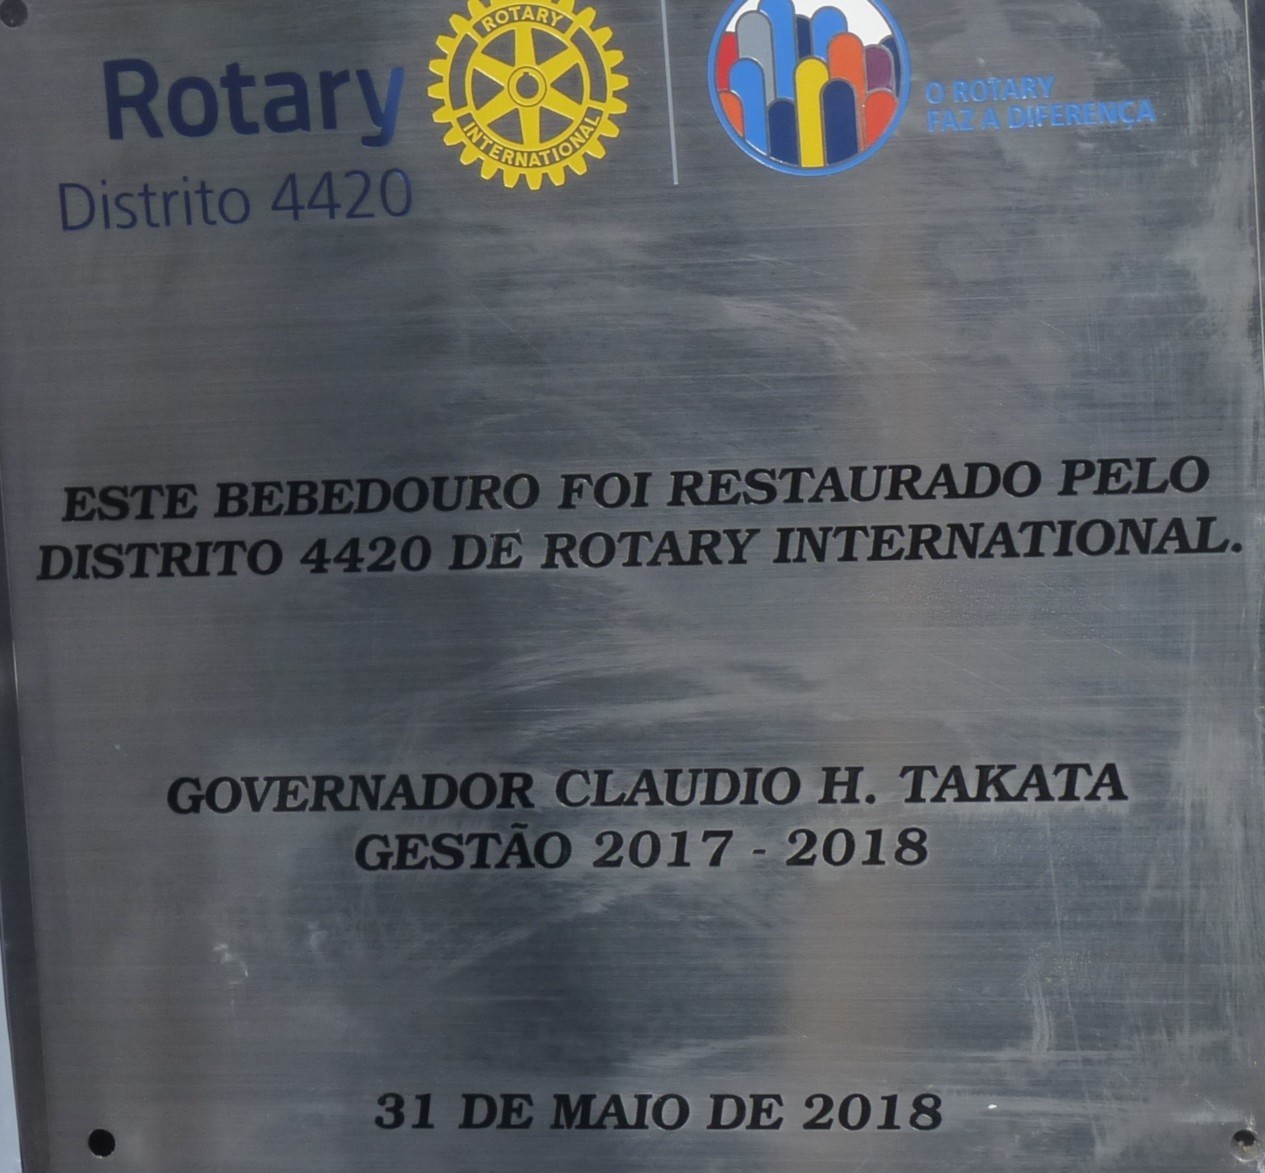 Rotary
Distrito 4420
ROTARY
INTERNATIONAL
O ROTARY
FAZ A DIFERENÇA
ESTE BEBEDOURO FOI RESTAURADO PELO
DISTRITO 4420 DE ROTARY INTERNATIONAL.
GOVERNADOR CLAUDIO H. TAKATA
GESTÃO 2017 - 2018
31 DE MAIO DE 2018